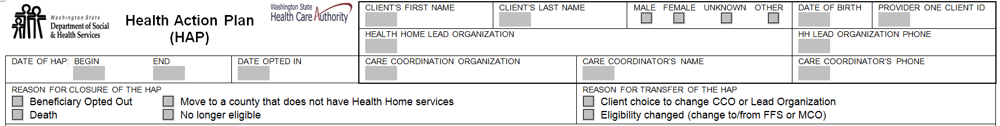 Washington State
Department of Social
& Health Services
Health Action Plan
(HAP)
Washington State
Health Care Authority
CLIENT'S FIRST NAME
CLIENT'S LAST NAME
MALE FEMALE UNKNOWN OTHER
DATE OF BIRTH
PROVIDER ONE CLIENT ID
HEALTH HOME LEAD ORGANIZATION
HH LEAD ORGANIZATION PHONE
DATE OF HAP: BEGIN END
DATE OPTED IN
CARE COORDINATION ORGANIZATION
CARE COORDINATOR'S NAME
CARE COORDINATOR'S PHONE
REASON FOR CLOSURE OF THE HAP
Beneficiary Opted Out
Move to a county that does not have Health Home services
Death
No longer eligible
REASON FOR TRANSFER OF THE HAP
Client choice to change CCO or Lead Organization
Eligibility changed (change to/from FFS or MCO)